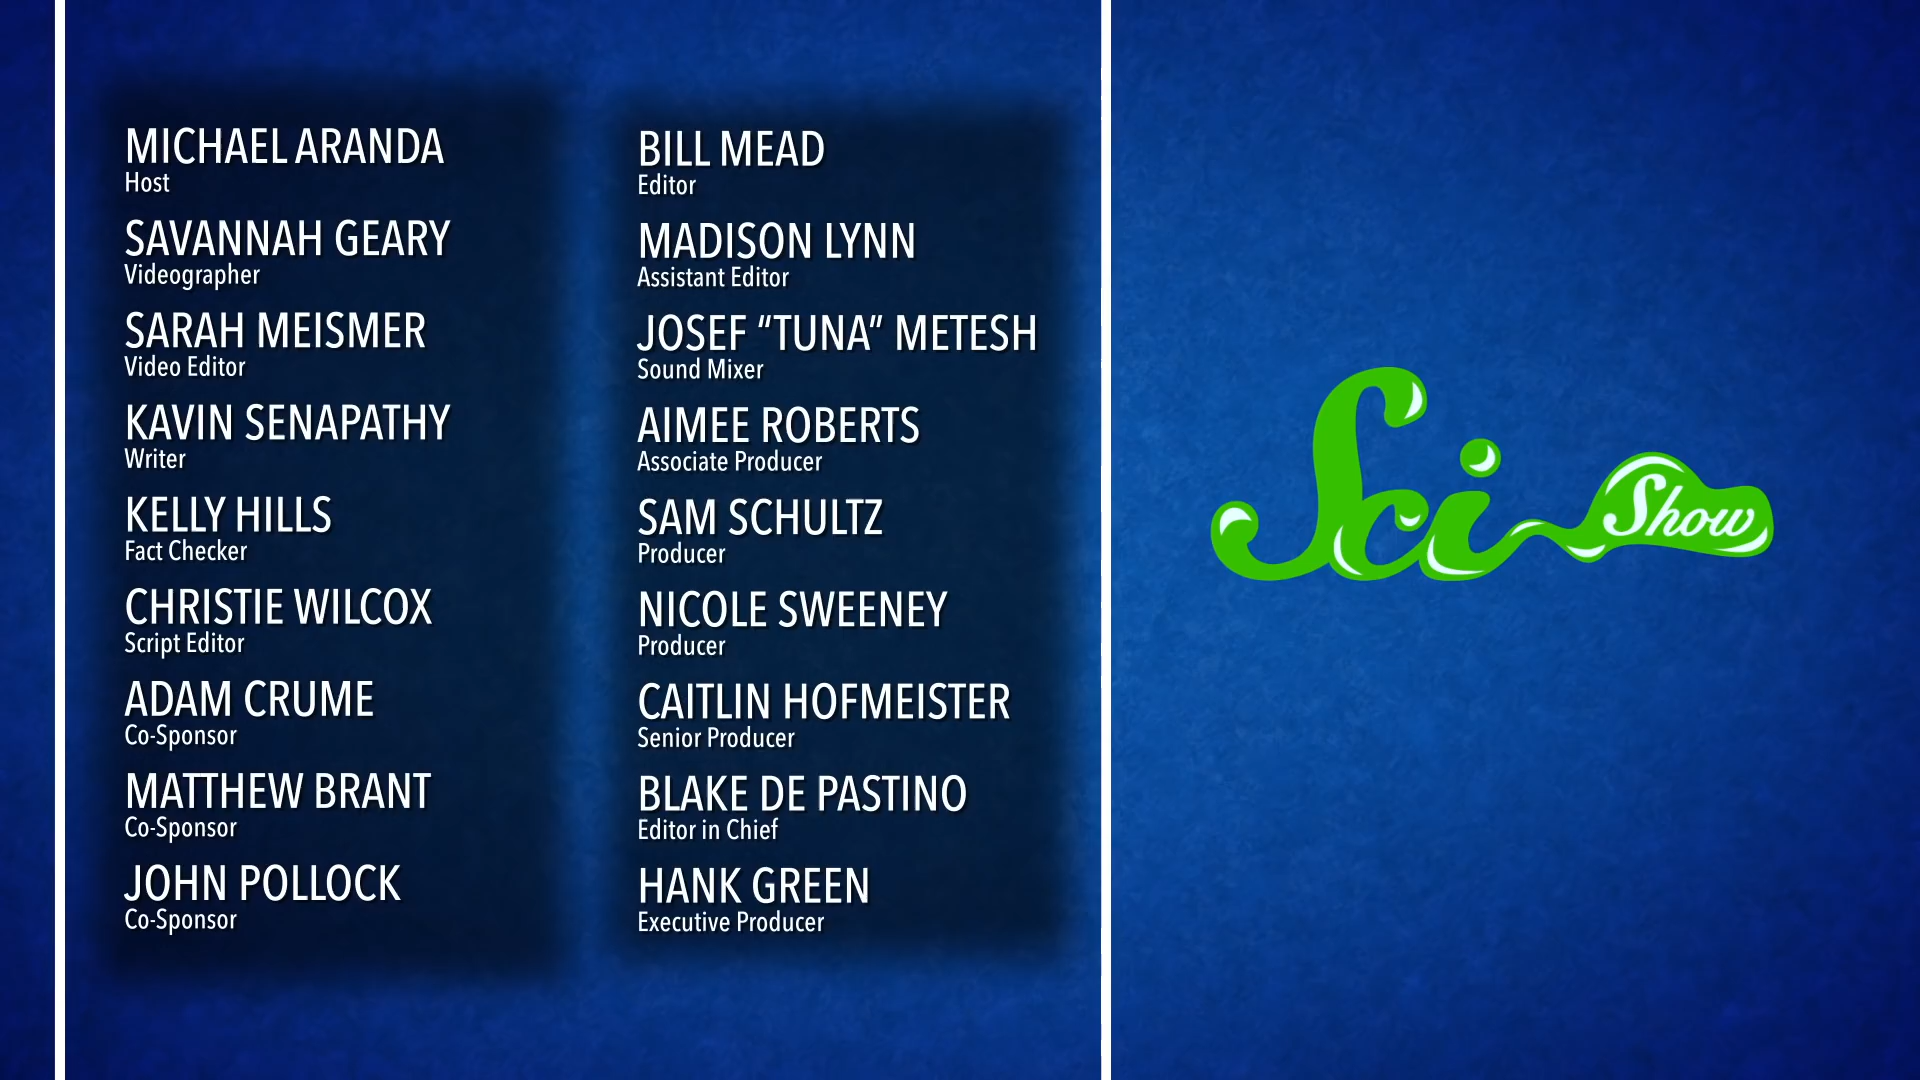 MICHAEL ARANDA
Host
SAVANNAH GEARY
Videographer
SARAH MEISMER
Video Editor
KAVIN SENAPATHY
Writer
KELLY HILLS
Fact Checker
CHRISTIE WILCOX
Script Editor
ADAM CRUME
Co-Sponsor
MATTHEW BRANT
Co-Sponsor
JOHN POLLOCK
Co-Sponsor
BILL MEAD
Editor
MADISON LYNN
Assistant Editor
JOSEF “TUNA” METESH
Sound Mixer
AIMEE ROBERTS
Associate Producer
SAM SCHULTZ
Producer
NICOLE SWEENEY
Producer
CAITLIN HOFMEISTER
Senior Producer
BLAKE DE PASTINO
Editor in Chief
HANK GREEN
Executive Producer
Sci Show